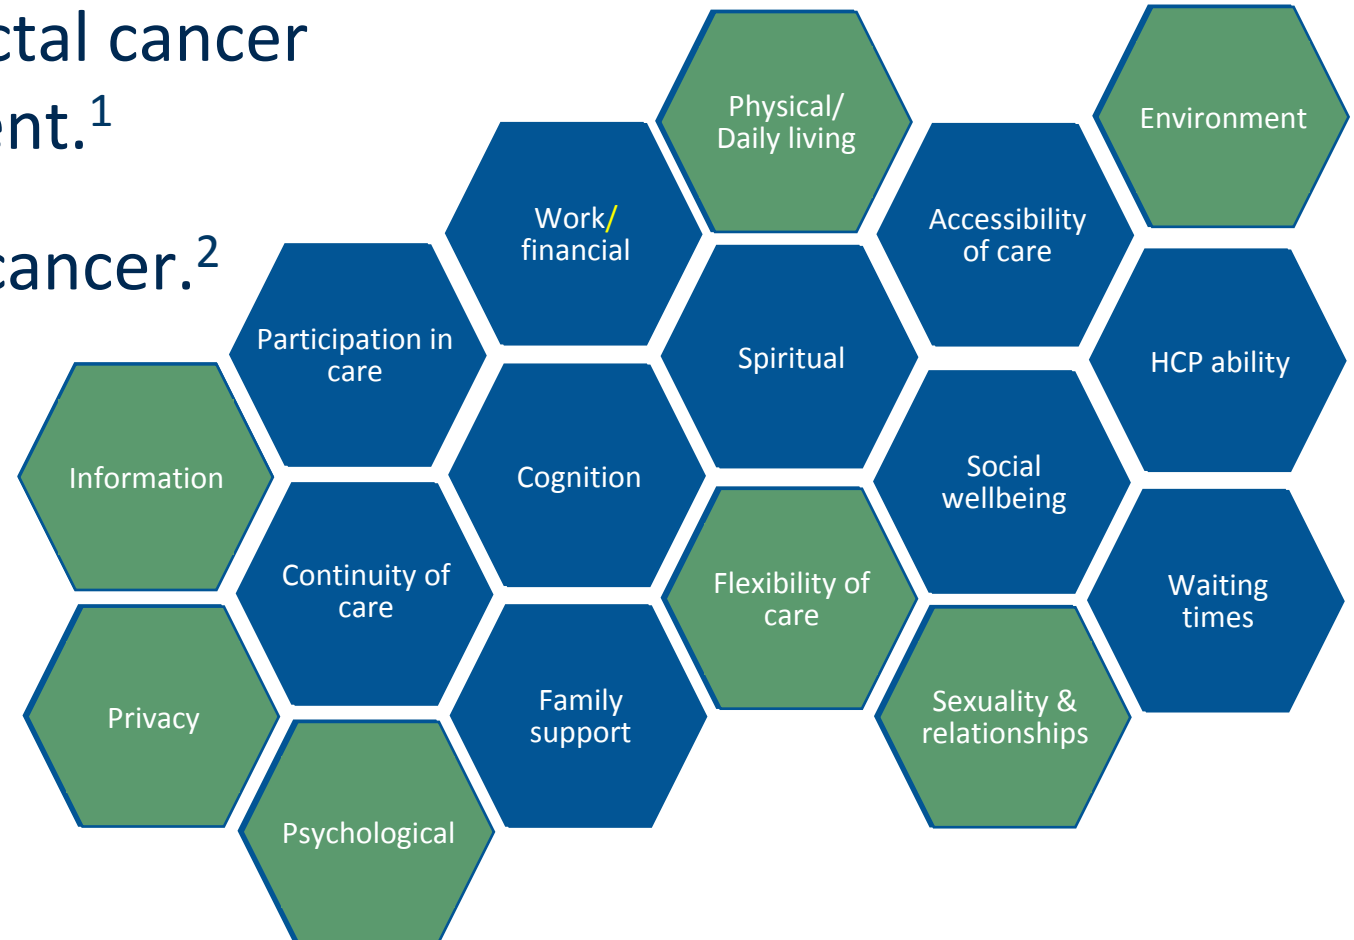 ctal cancer
ent.¹
cancer.²
Physical/
Daily living
Environment
Work/
financial
Accessibility
of care
Participation in
care
Spiritual
HCP ability
Information
Cognition
Social
wellbeing
Continuity of
care
Flexibility of
care
Waiting
times
Privacy
Family
support
Sexuality &
relationships
Psychological